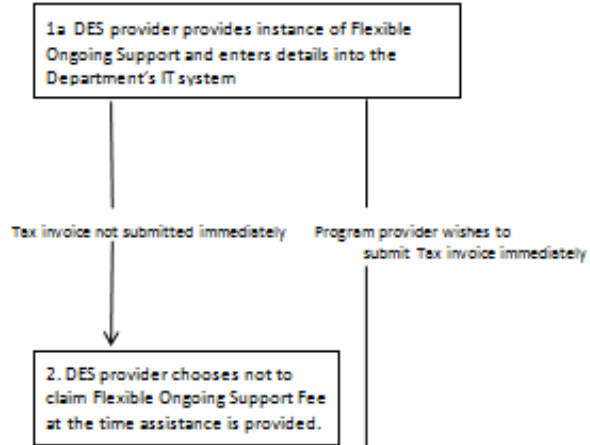 1a DES provider provides instance of Flexible
Ongoing Support and enters details into the
Department's IT system
Tax invoice not submitted immediately
Program provider wishes to
submit Tax invoice immediately
2. DES provider chooses not to
claim Flexible Ongoing Support Fee
at the time assistance is provided.